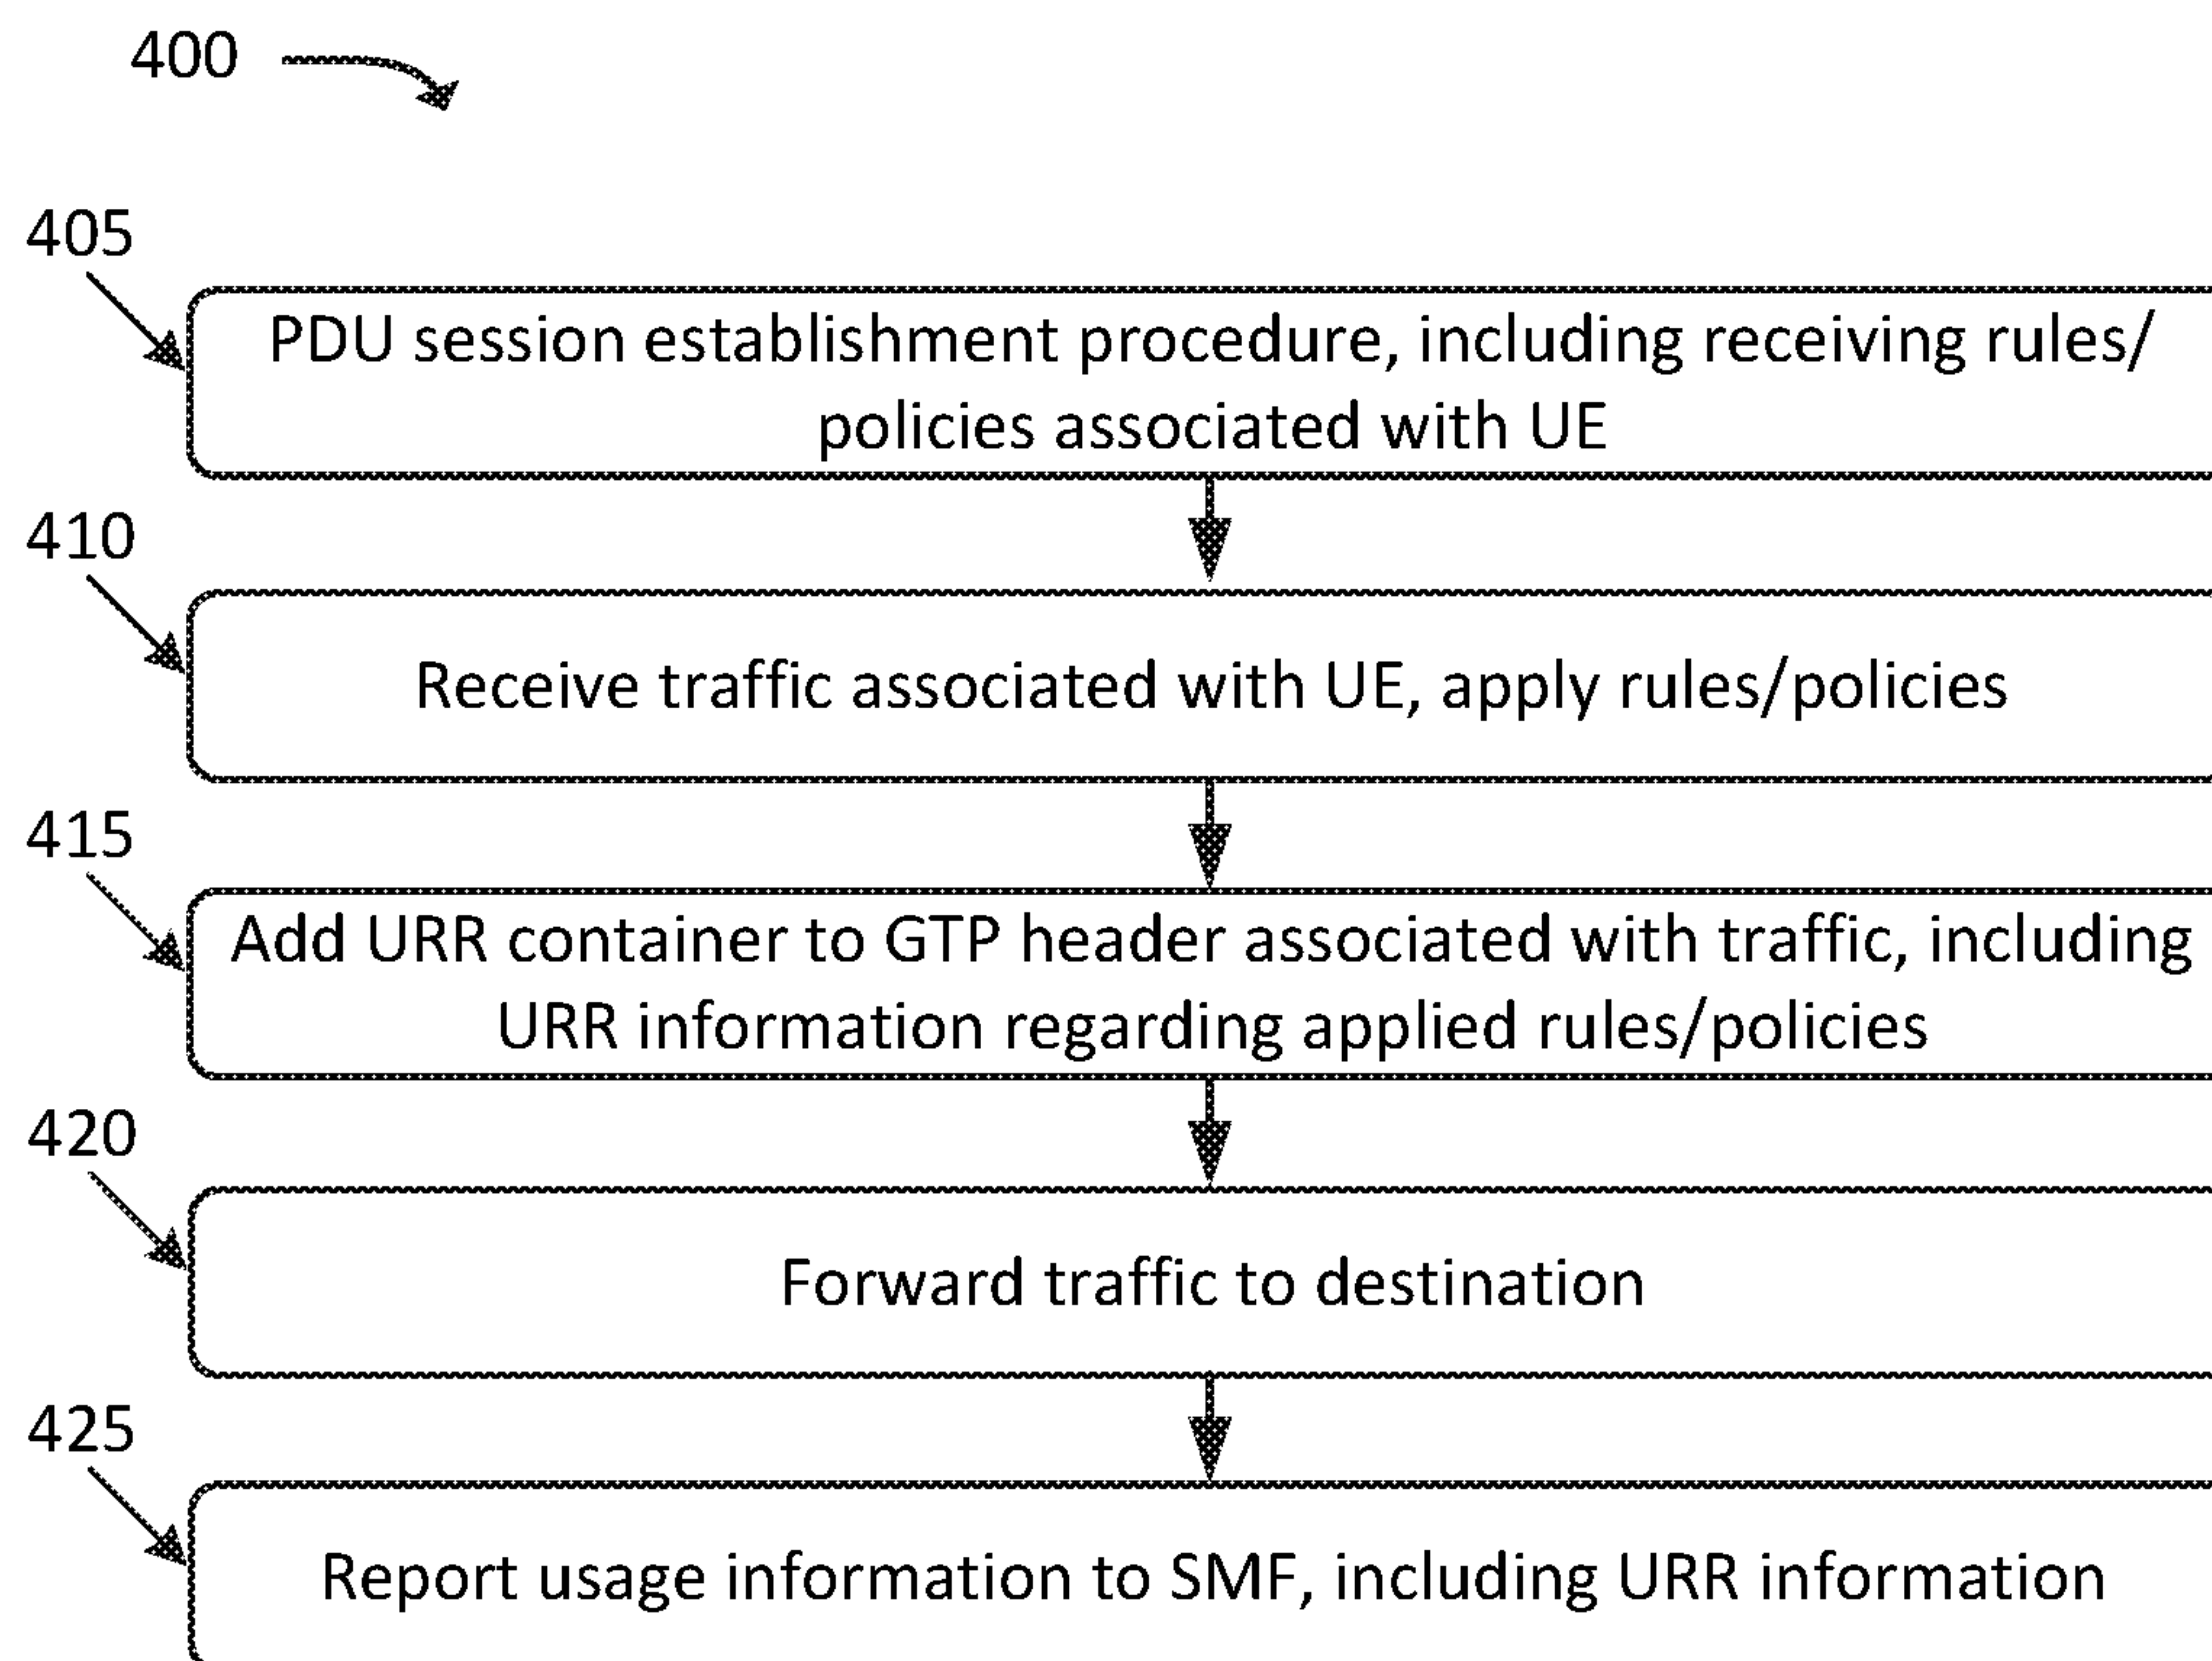 400
405
PDU session establishment procedure, including receiving rules/
policies associated with UE
410
Receive traffic associated with UE, apply rules/policies
415
Add URR container to GTP header associated with traffic, including
URR information regarding applied rules/policies
420
Forward traffic to destination
425
Report usage information to SMF, including URR information